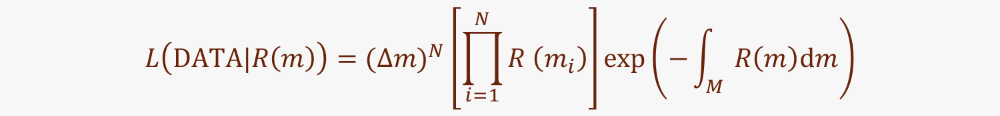 L(DATA|R(m)) = (Δm)^N [∏_{i=1}^{N} R (m_i)] exp(−∫_M R(m)dm)